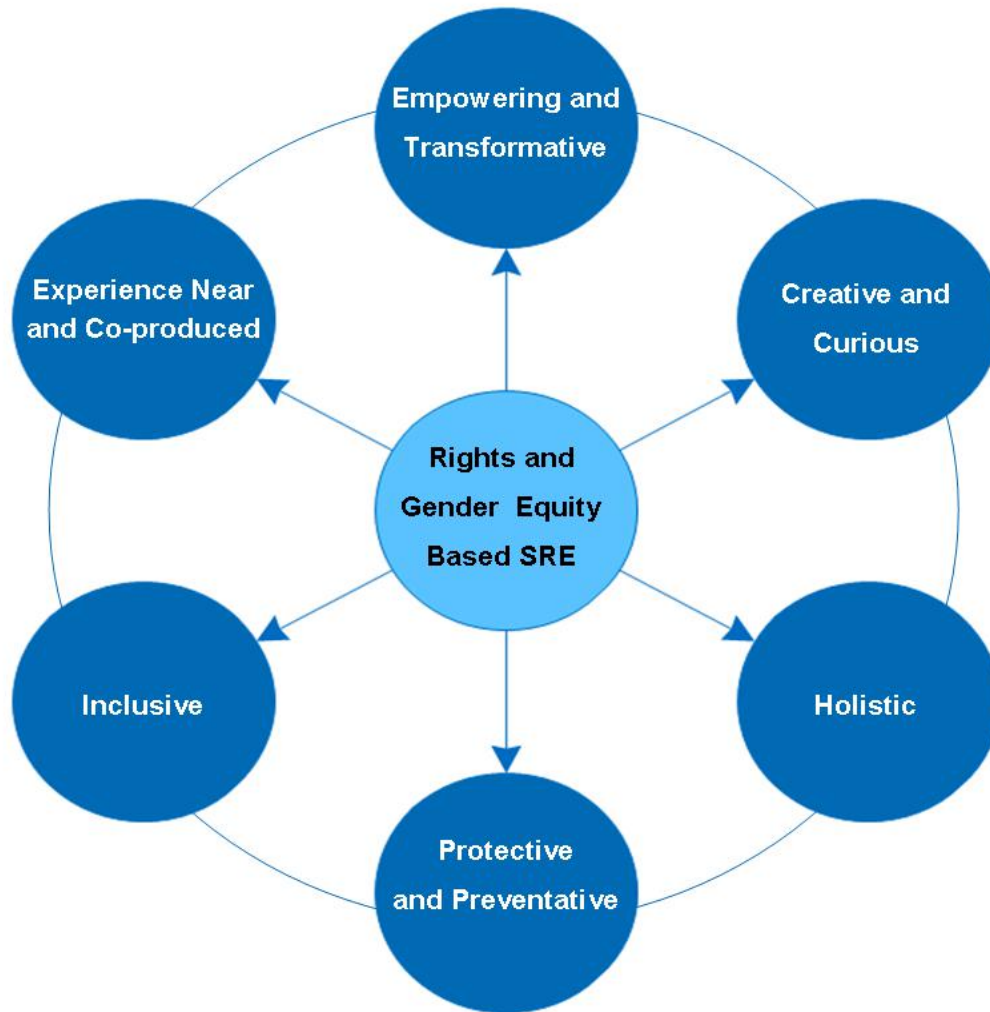 Empowering and
Transformative
Creative and
Curious
Experience Near
and Co-produced
Rights and
Gender Equity
Based SRE
Inclusive
Holistic
Protective
and Preventative